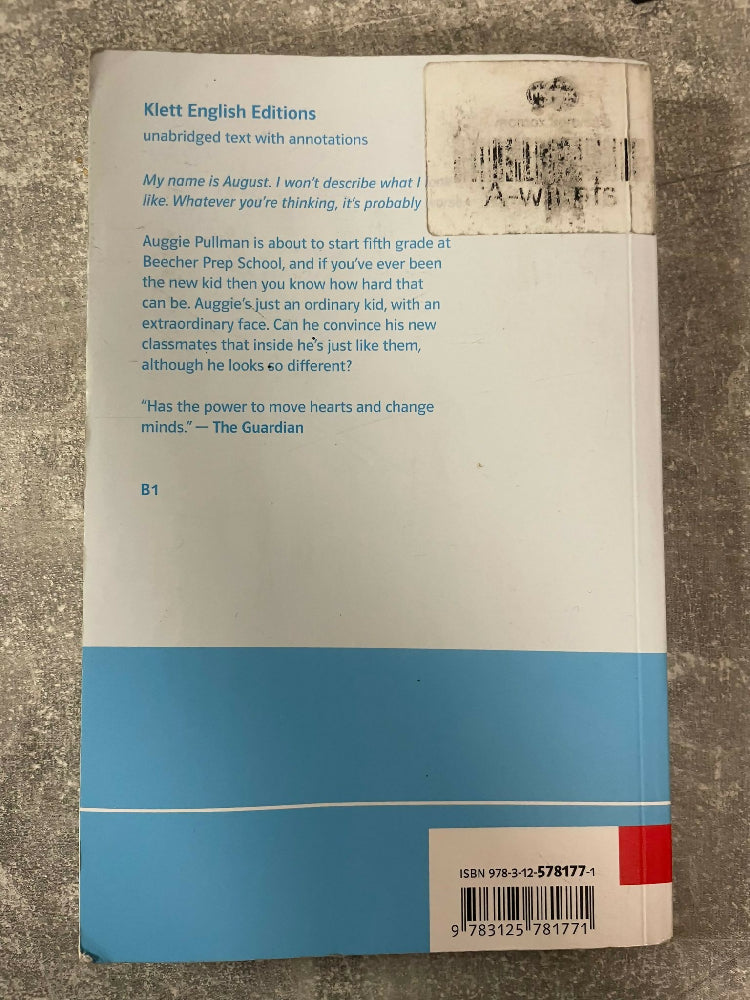 Klett English Editions
unabridged text with annotations
My name is August. I won't describe what I
like. Whatever you're thinking, it's probably
Auggie Pullman is about to start fifth grade at
Beecher Prep School, and if you've ever been
the new kid then you know how hard that
can be. Auggie's just an ordinary kid, with an
extraordinary face. Can he convince his new
classmates that inside he's just like them,
although he looks so different?
"Has the power to move hearts and change
minds." — The Guardian
B1
ISBN 978-3-12-578177-1
9 783125 781771